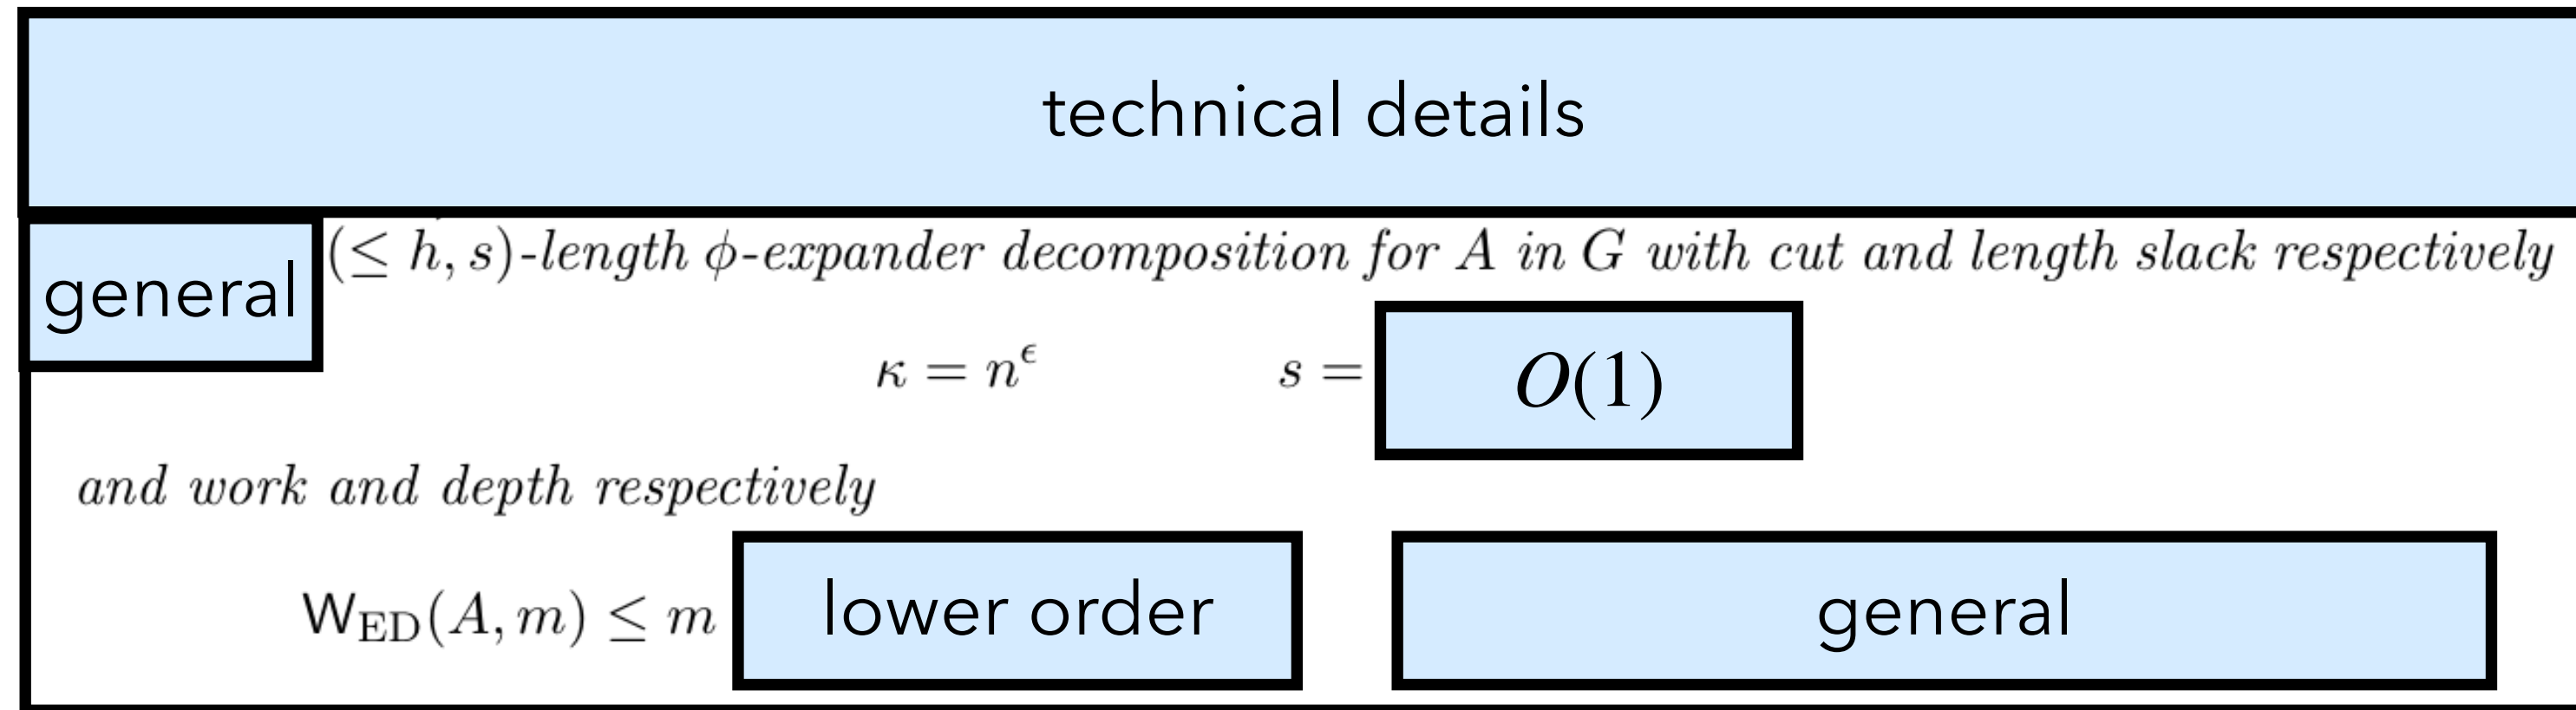 technical details
general (≤ h, s)-length ϕ-expander decomposition for A in G with cut and length slack respectively
κ = n^ϵ s = O(1)
and work and depth respectively
W_ED(A, m) ≤ m lower order general